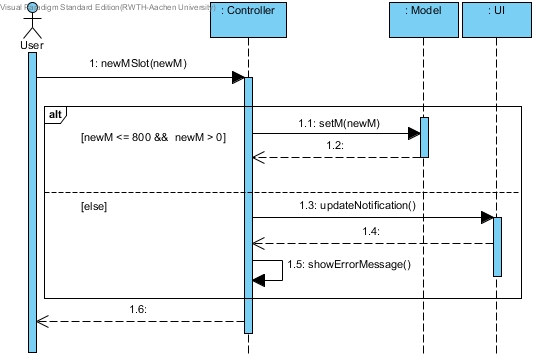 Visual Paradigm Standard Edition(RWTH-Aachen University)
: Controller
: Model
: UI
User
1: newMSlot(newM)
alt
[newM <= 800 && newM > 0]
1.1: setM(newM)
1.2:
[else]
1.3: updateNotification()
1.4:
1.5: showErrorMessage()
1.6: